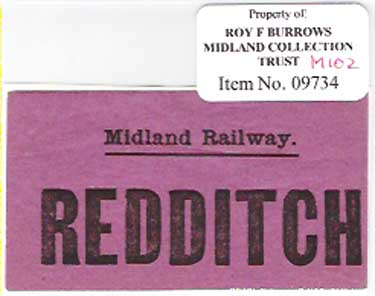 Property of:
ROY F BURROWS
MIDLAND COLLECTION
TRUST M102
Item No. 09734
Midland Railway.
REDDITCH